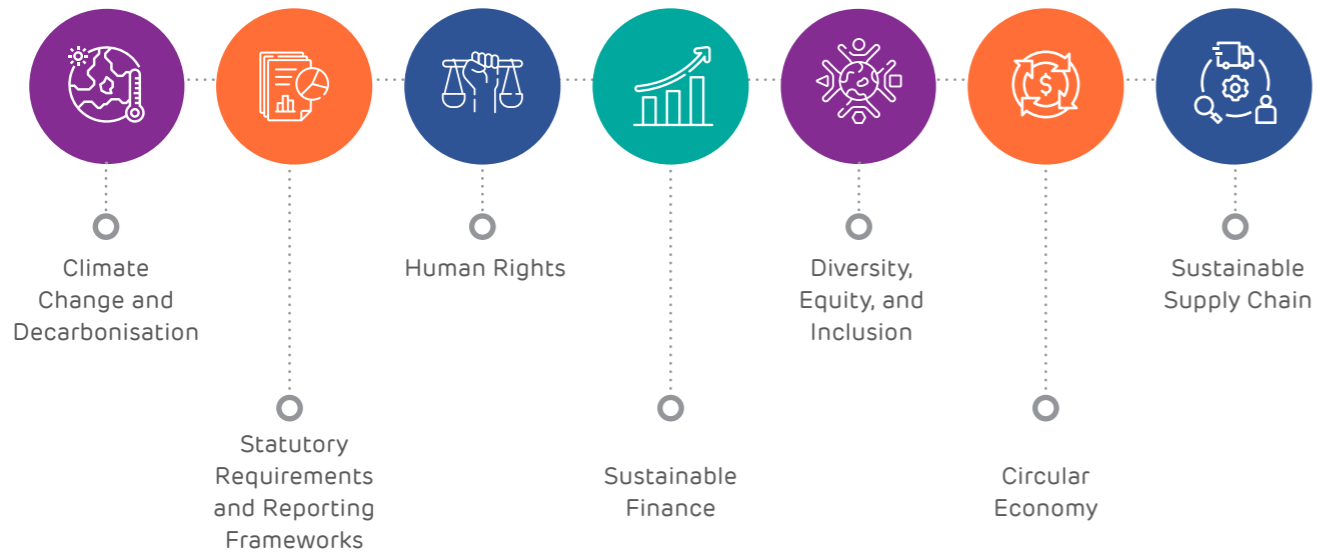 Climate
Change and
Decarbonisation
Statutory
Requirements
and Reporting
Frameworks
Human Rights
Sustainable
Finance
Diversity,
Equity, and
Inclusion
Circular
Economy
Sustainable
Supply Chain
$